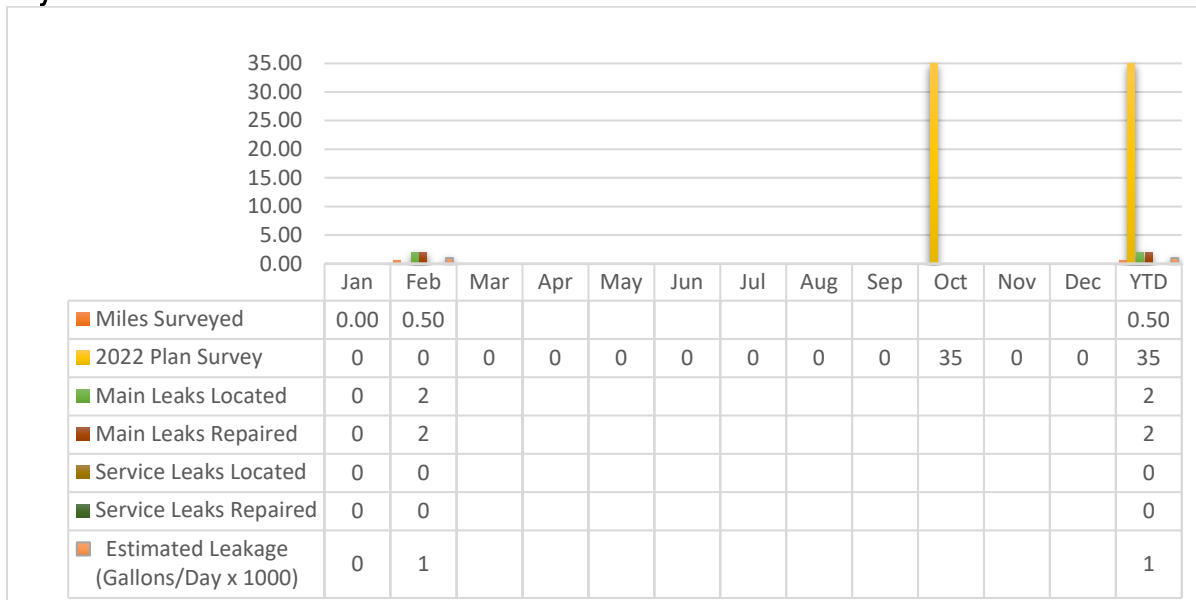 35.00
30.00
25.00
20.00
15.00
10.00
5.00
0.00
Jan Feb Mar Apr May Jun Jul Aug Sep Oct Nov Dec YTD
Miles Surveyed 0.00 0.50 0.50
2022 Plan Survey 0 0 0 0 0 0 0 0 0 35 0 0 35
Main Leaks Located 0 2 2
Main Leaks Repaired 0 2 2
Service Leaks Located 0 0 0
Service Leaks Repaired 0 0 0
Estimated Leakage
(Gallons/Day x 1000) 0 1 1